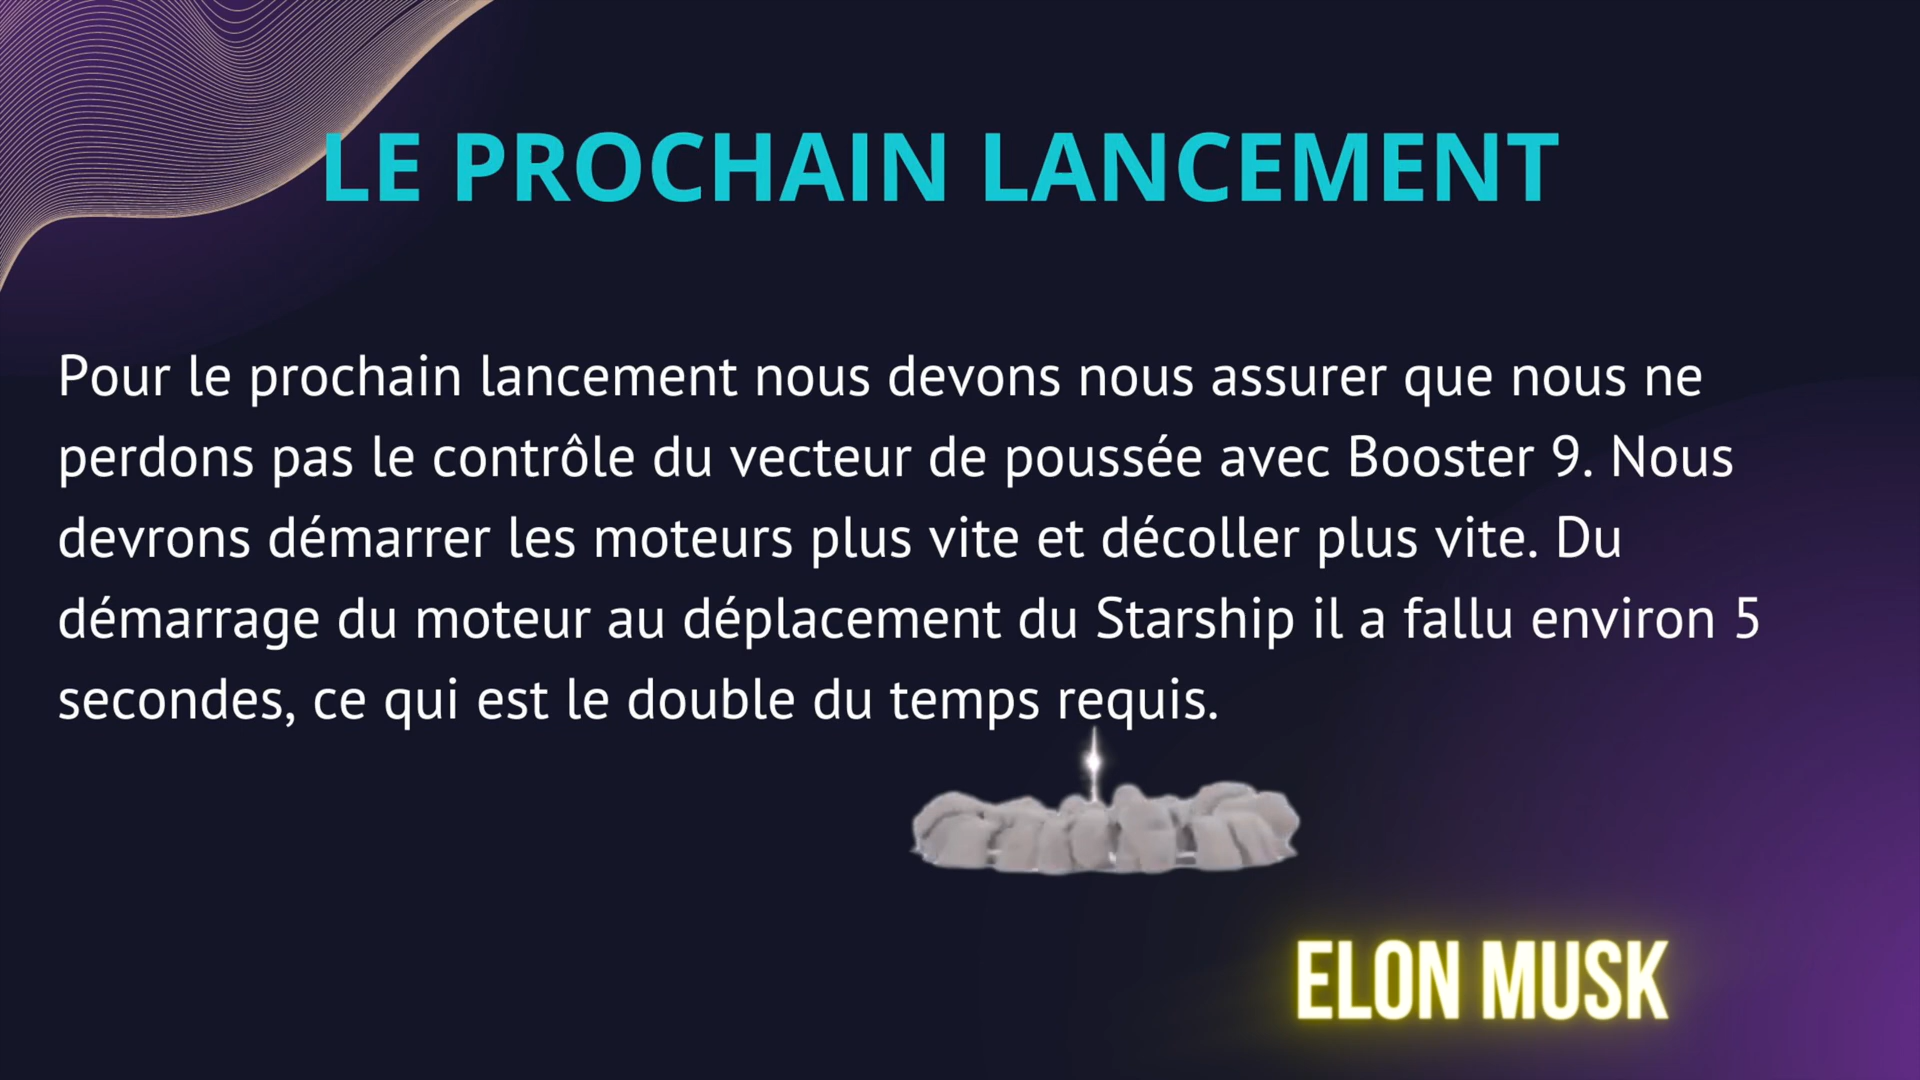 LE PROCHAIN LANCEMENT
Pour le prochain lancement nous devons nous assurer que nous ne
perdons pas le contrôle du vecteur de poussée avec Booster 9. Nous
devrons démarrer les moteurs plus vite et décoller plus vite. Du
démarrage du moteur au déplacement du Starship il a fallu environ 5
secondes, ce qui est le double du temps requis.
ELON MUSK